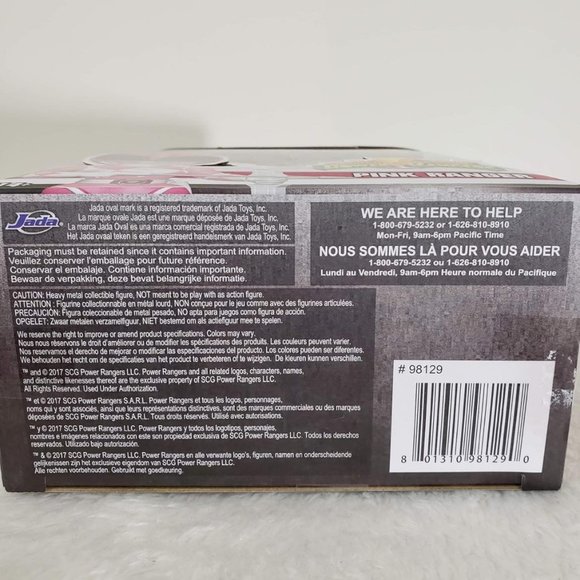 PINK RANGER
Jada
Jada oval mark is a registered trademark of Jada Toys, Inc.
La marque ovale Jada est une marque déposée de Jada Toys, Inc.
La marca Jada Oval es una marca comercial registrada de Jada Toys, Inc.
Het Jada ovaal teken is een geregistreerd handelsmerk van Jada Toys, Inc.
Packaging must be retained since it contains important information.
Veuillez conserver l'emballage pour future référence.
Conservar el embalaje. Contiene información importante.
Bewaar de verpakking, deze bevat belangrijke informatie.
WE ARE HERE TO HELP
1-800-679-5232 or 1-626-810-8910
Mon-Fri, 9am-6pm Pacific Time
NOUS SOMMES LÀ POUR VOUS AIDER
1-800-679-5232 ou 1-626-810-8910
Lundi au Vendredi, 9am-6pm Heure normale du Pacifique
CAUTION: Heavy metal collectible figure, NOT meant to be play with as action figure.
ATTENTION : Figurine collectionnable en métal lourd, NON conçue pour le jeu comme avec des figurines articulées.
PRECAUCIÓN: Figura coleccionable de metal pesado, NO apta para juegos como figura de acción.
OPGELET: Zwaar metalen verzamelfiguur, NIET bestemd om als actiefiguur mee te spelen.
We reserve the right to improve or amend product specifications. Colors may vary.
Nous nous réservons le droit d'améliorer ou de modifier les spécifications des produits. Les couleurs peuvent varier.
Nos reservamos el derecho de mejorar o modificar las especificaciones del producto. Los colores pueden ser diferentes.
We behouden het recht om de specificaties van het product te verbeteren of te wijzigen. De kleuren kunnen verschillen.
™ and © 2017 SCG Power Rangers LLC. Power Rangers and all related logos, characters, names,
and distinctive likenesses thereof are the exclusive property of SCG Power Rangers LLC.
All Rights Reserved. Used Under Authorization.
™ et © 2017 SCG Power Rangers S.A.R.L. Power Rangers et tous les logos, personnages,
noms qui y sont associés, ainsi que leurs représentations distinctives, sont des marques commerciales ou des marques
déposées de SCG Power Rangers S.A.R.L. Tous droits réservés. Utilisé avec autorisations.
™ y © 2017 SCG Power Rangers LLC. Power Rangers y todos los logotipos, personajes,
nombres e imágenes relacionados con este son propiedad exclusiva de SCG Power Rangers LLC. Todos los derechos reservados.
Utilizado bajo autorización.
™ & © 2017 SCG Power Rangers LLC. Power Rangers en alle verwante logo's, figuren, namen en onderscheidende
gelijkenissen zijn het exclusieve eigendom van SCG Power Rangers LLC.
Alle rechten voorbehouden. Gebruikt met goedkeuring.
# 98129
8 01310 98129 0